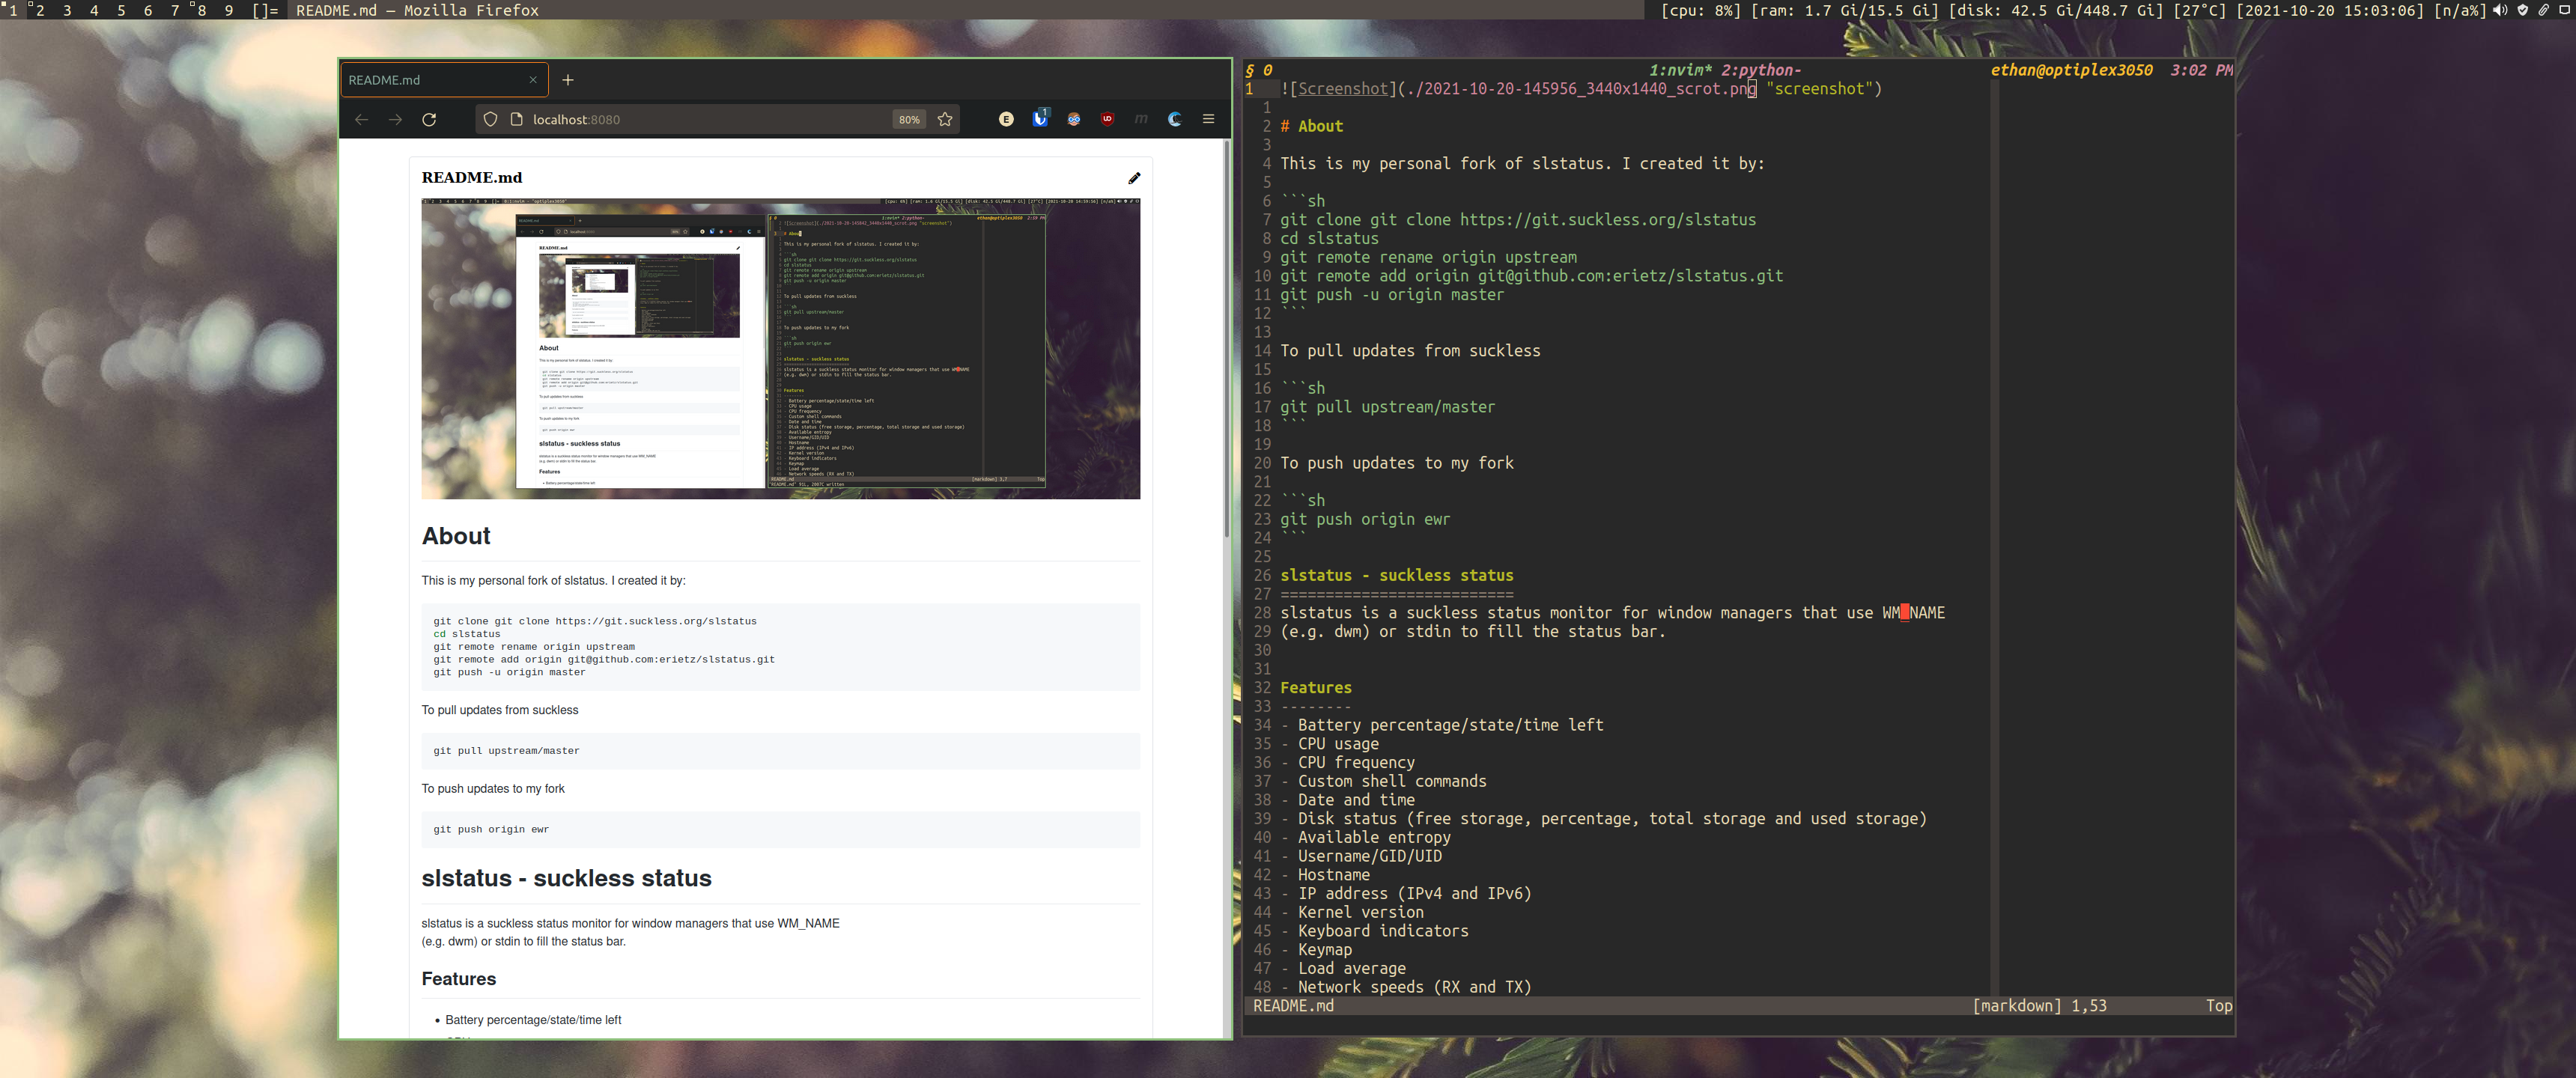 1 2 3 4 5 6 7 8 9 []= README.md — Mozilla Firefox
[cpu: 8%] [ram: 1.7 Gi/15.5 Gi] [disk: 42.5 Gi/448.7 Gi] [27°C] [2021-10-20 15:03:06] [n/a%]
README.md
localhost:8080
80%
README.md
About
This is my personal fork of slstatus. I created it by:
git clone git clone https://git.suckless.org/slstatus
cd slstatus
git remote rename origin upstream
git remote add origin git@github.com:erietz/slstatus.git
git push -u origin master
To pull updates from suckless
git pull upstream/master
To push updates to my fork
git push origin ewr
slstatus - suckless status
slstatus is a suckless status monitor for window managers that use WM_NAME
(e.g. dwm) or stdin to fill the status bar.
Features
• Battery percentage/state/time left
§ 0 1:nvim* 2:python- ethan@optiplex3050 3:02 PM
1 ![Screenshot](./2021-10-20-145956_3440x1440_scrot.png "screenshot")
1
2 # About
3
4 This is my personal fork of slstatus. I created it by:
5
6 ```sh
7 git clone git clone https://git.suckless.org/slstatus
8 cd slstatus
9 git remote rename origin upstream
10 git remote add origin git@github.com:erietz/slstatus.git
11 git push -u origin master
12 ```
13
14 To pull updates from suckless
15
16 ```sh
17 git pull upstream/master
18 ```
19
20 To push updates to my fork
21
22 ```sh
23 git push origin ewr
24 ```
25
26 slstatus - suckless status
27 ==========================
28 slstatus is a suckless status monitor for window managers that use WM_NAME
29 (e.g. dwm) or stdin to fill the status bar.
30
31
32 Features
33 --------
34 - Battery percentage/state/time left
35 - CPU usage
36 - CPU frequency
37 - Custom shell commands
38 - Date and time
39 - Disk status (free storage, percentage, total storage and used storage)
40 - Available entropy
41 - Username/GID/UID
42 - Hostname
43 - IP address (IPv4 and IPv6)
44 - Kernel version
45 - Keyboard indicators
46 - Keymap
47 - Load average
48 - Network speeds (RX and TX)
README.md [markdown] 1,53 Top